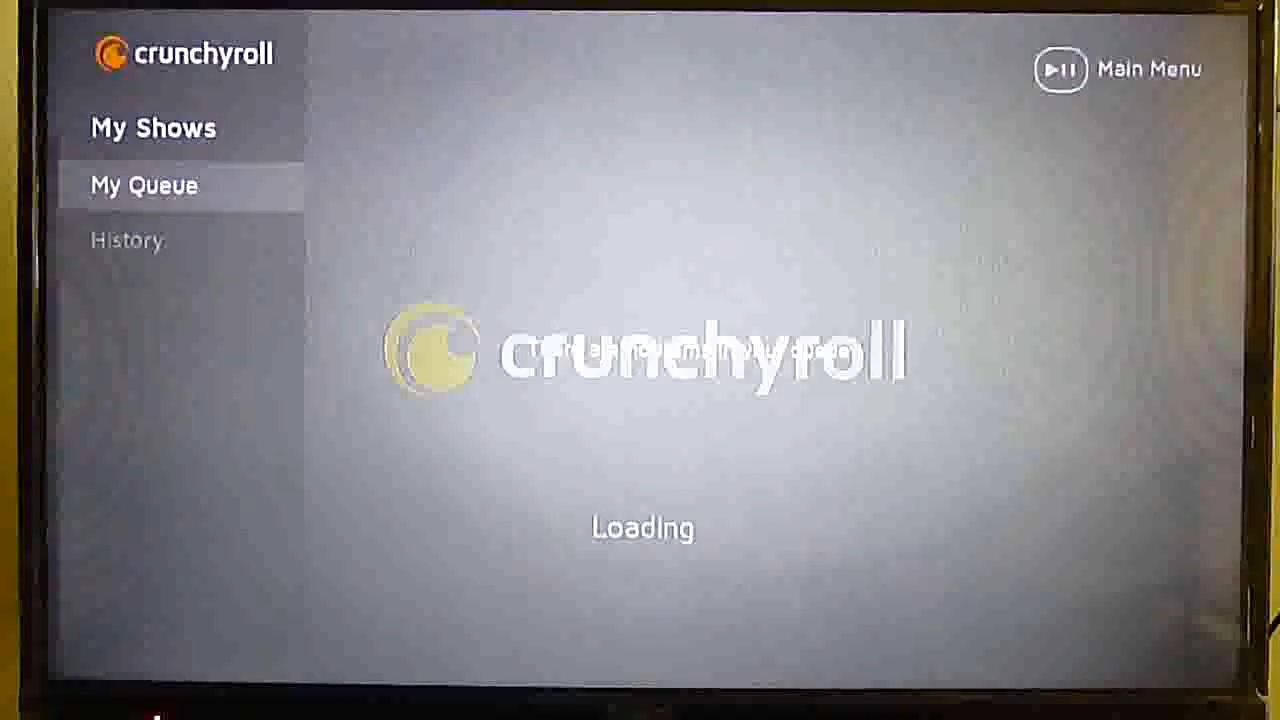 crunchyroll
Main Menu
My Shows
My Queue
History
crunchyroll
Loading